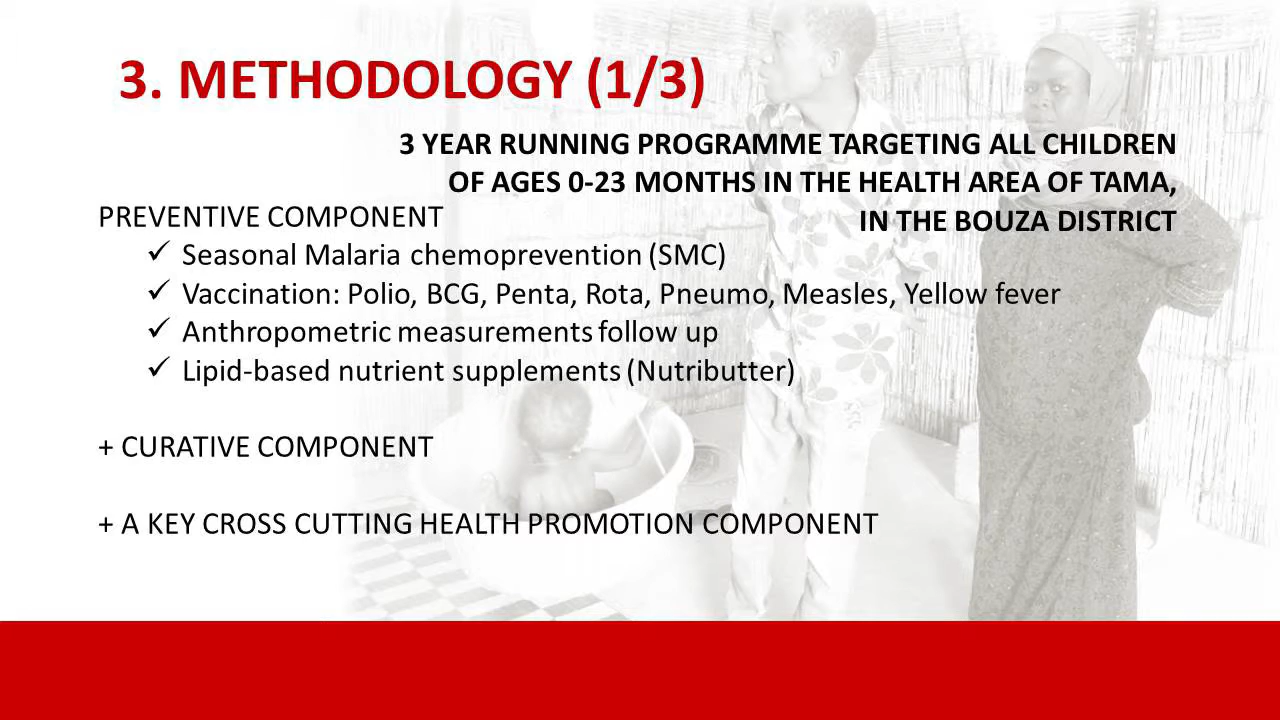 3. METHODOLOGY (1/3)
3 YEAR RUNNING PROGRAMME TARGETING ALL CHILDREN
OF AGES 0-23 MONTHS IN THE HEALTH AREA OF TAMA,
IN THE BOUZA DISTRICT
PREVENTIVE COMPONENT
✓ Seasonal Malaria chemoprevention (SMC)
✓ Vaccination: Polio, BCG, Penta, Rota, Pneumo, Measles, Yellow fever
✓ Anthropometric measurements follow up
✓ Lipid-based nutrient supplements (Nutributter)
+ CURATIVE COMPONENT
+ A KEY CROSS CUTTING HEALTH PROMOTION COMPONENT